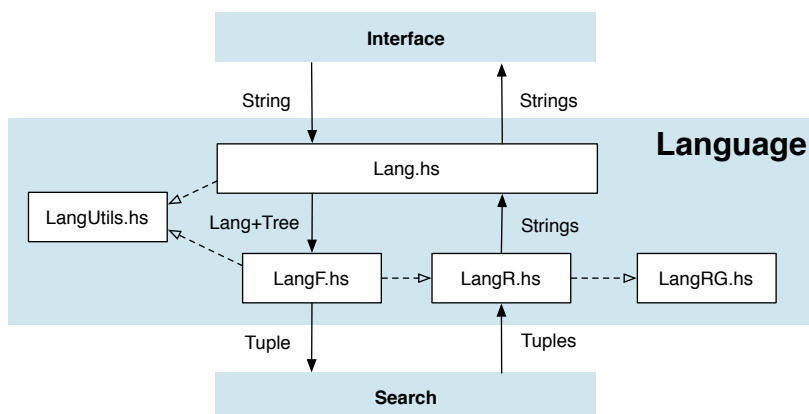 Interface
String
Strings
Language
Lang.hs
LangUtils.hs
Lang+Tree
Strings
LangF.hs
LangR.hs
LangRG.hs
Tuple
Tuples
Search